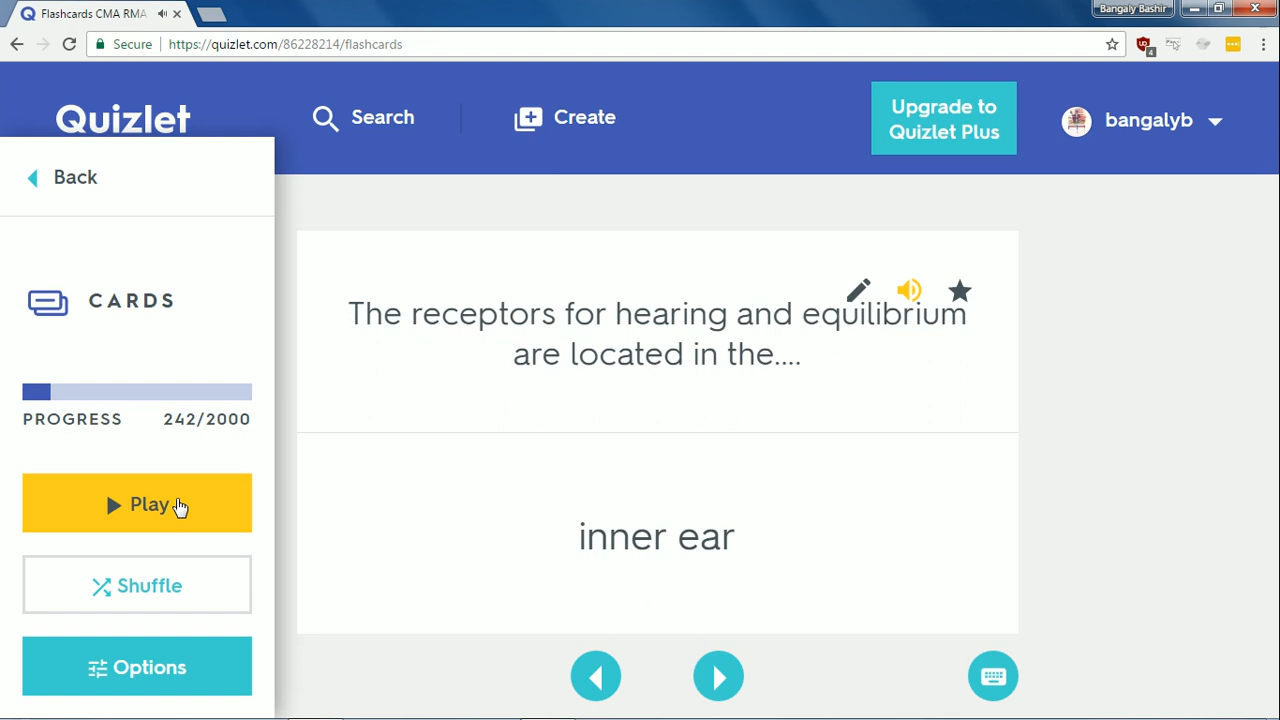 Flashcards CMA RMA
Bangaly Bashir
Secure
https://quizlet.com/86228214/flashcards
4
Quizlet
Search
Create
Upgrade to
Quizlet Plus
bangalyb
Back
CARDS
PROGRESS 242/2000
Play
Shuffle
Options
The receptors for hearing and equilibrium
are located in the....
inner ear